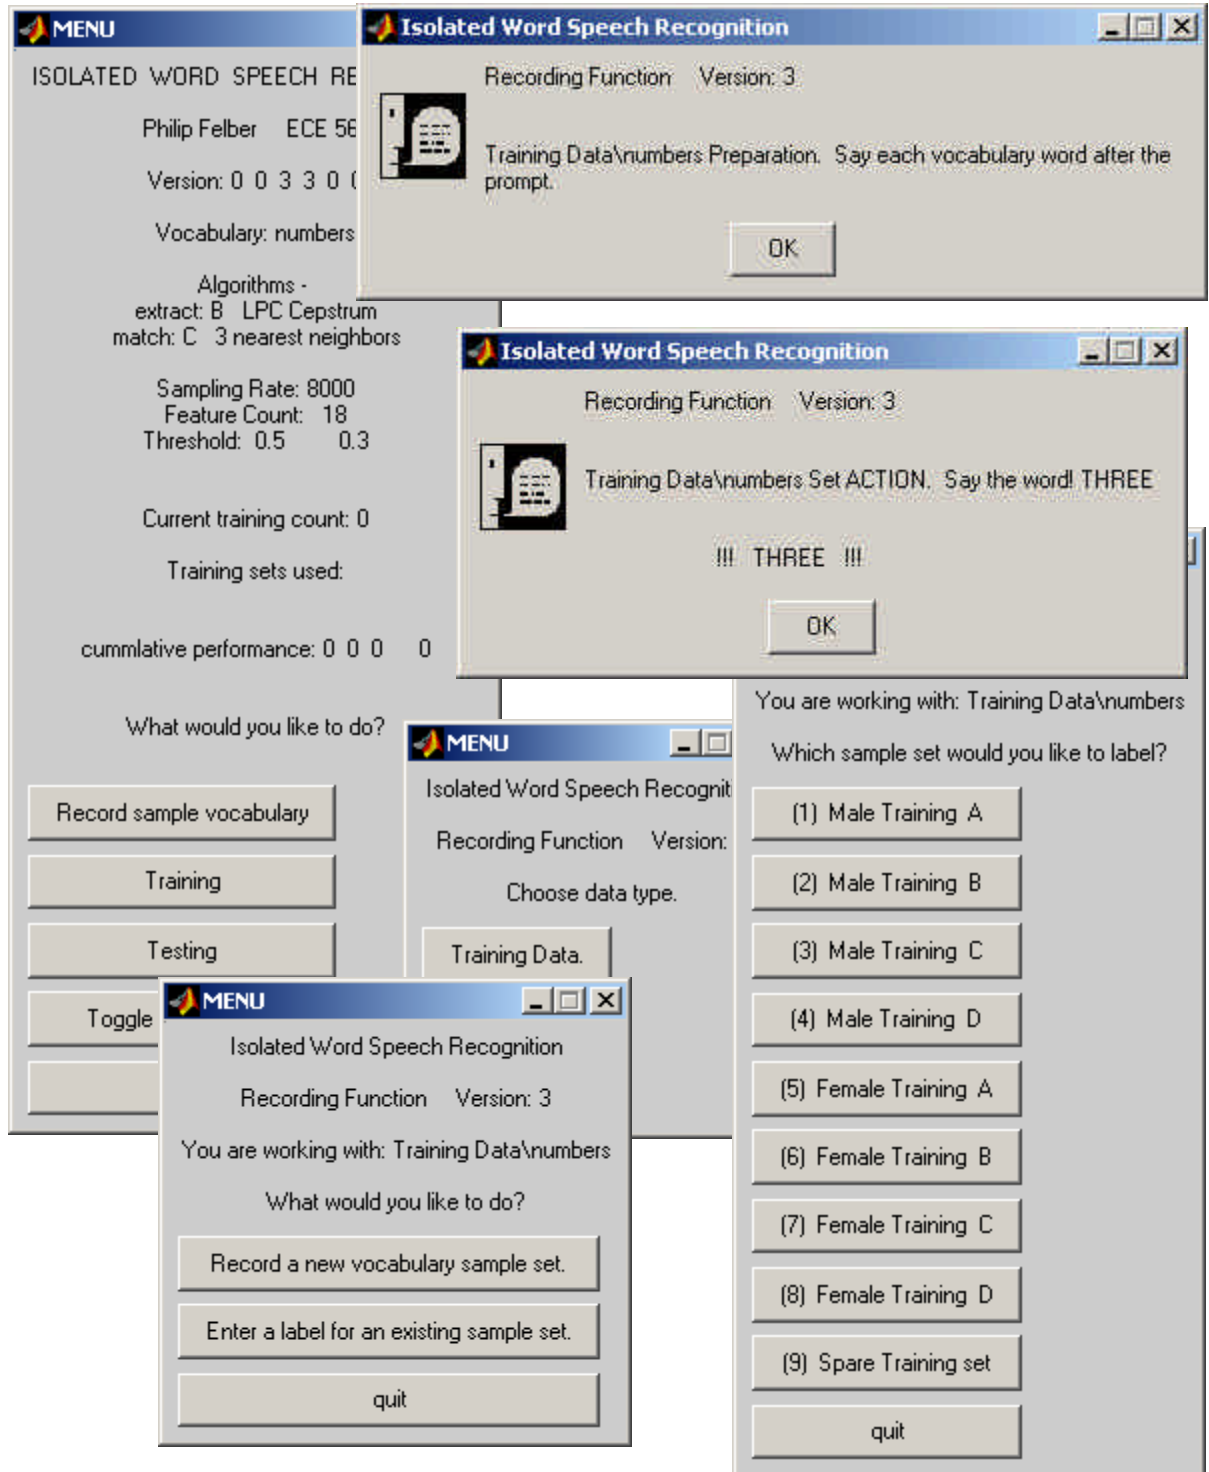 MENU
ISOLATED WORD SPEECH RE
Philip Felber ECE 56
Version: 0 0 3 3 0
Vocabulary: numbers
Algorithms -
extract: B LPC Cepstrum
match: C 3 nearest neighbors
Sampling Rate: 8000
Feature Count: 18
Threshold: 0.5 0.3
Current training count: 0
Training sets used:
cummlative performance: 0 0 0 0
What would you like to do?
Record sample vocabulary
Training
Testing
Toggle
Isolated Word Speech Recognition
Recording Function Version: 3
Training Data\numbers Preparation. Say each vocabulary word after the
prompt.
OK
Isolated Word Speech Recognition
Recording Function Version: 3
Training Data\numbers Set ACTION. Say the word! THREE
!!! THREE !!!
OK
MENU
Isolated Word Speech Recognit
Recording Function Version:
Choose data type.
Training Data.
MENU
Isolated Word Speech Recognition
Recording Function Version: 3
You are working with: Training Data\numbers
What would you like to do?
Record a new vocabulary sample set.
Enter a label for an existing sample set.
quit
You are working with: Training Data\numbers
Which sample set would you like to label?
(1) Male Training A
(2) Male Training B
(3) Male Training C
(4) Male Training D
(5) Female Training A
(6) Female Training B
(7) Female Training C
(8) Female Training D
(9) Spare Training set
quit